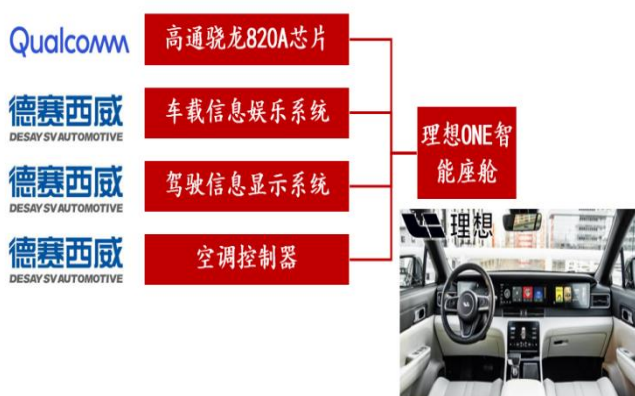 Qualcomm
高通骁龙820A芯片
德赛西威
DESAY SV AUTOMOTIVE
车载信息娱乐系统
德赛西威
DESAY SV AUTOMOTIVE
驾驶信息显示系统
德赛西威
DESAY SV AUTOMOTIVE
空调控制器
理想ONE智
能座舱
理想